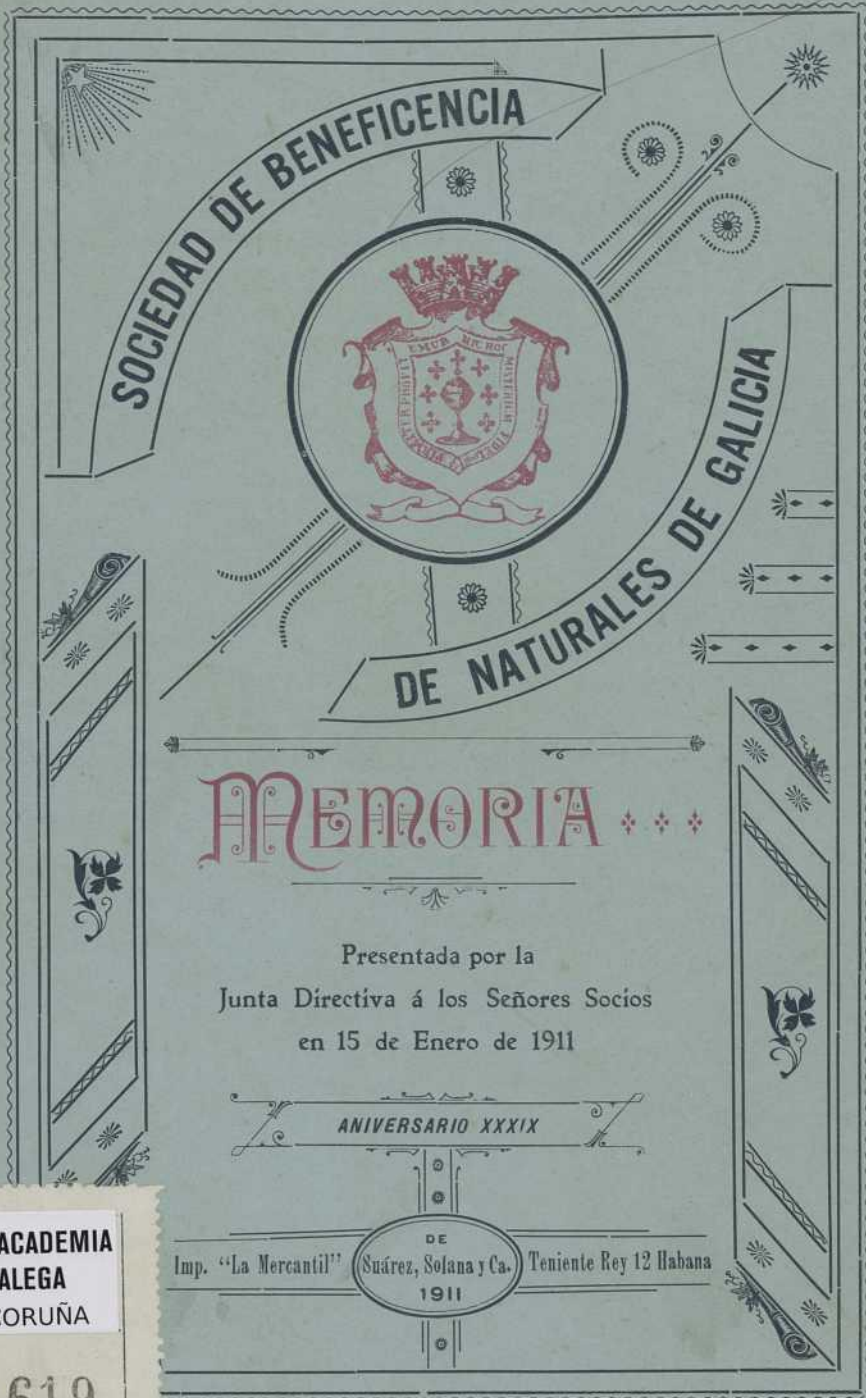 SOCIEDAD DE BENEFICENCIA
DE NATURALES DE GALICIA
MEMORIA
Presentada por la
Junta Directiva á los Señores Socios
en 15 de Enero de 1911
ANIVERSARIO XXXIX
Imp. “La Mercantil” DE Suárez, Solana y Ca. 1911 Teniente Rey 12 Habana
ACADEMIA
ALEGA
CORUÑA
619